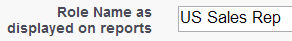 Role Name as
displayed on reports
US Sales Rep